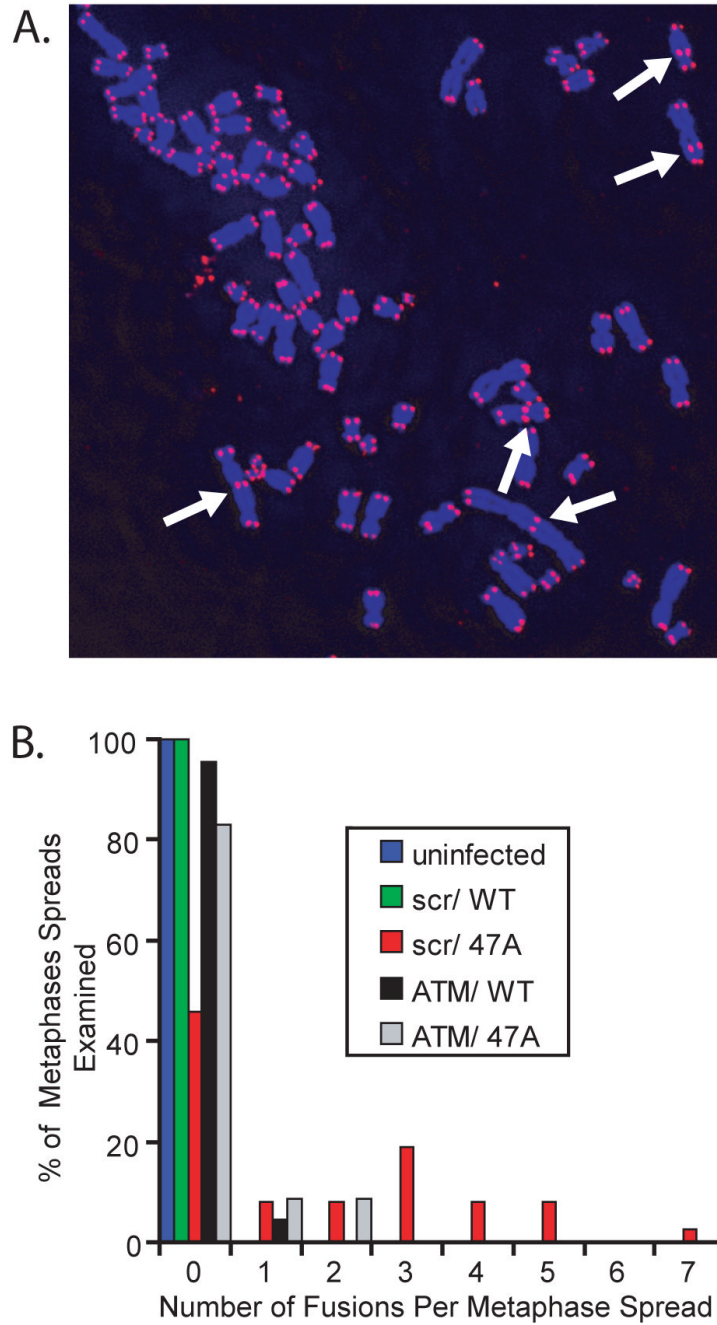 A.
B.
% of Metaphases Spreads
Examined
100
80
60
40
20
0
uninfected
scr/ WT
scr/ 47A
ATM/ WT
ATM/ 47A
0 1 2 3 4 5 6 7
Number of Fusions Per Metaphase Spread